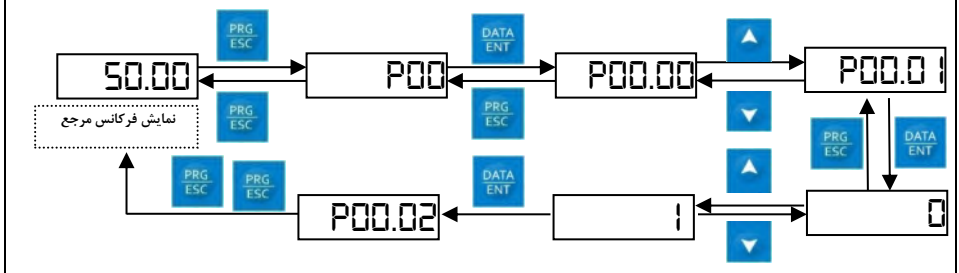 PRG
ESC
DATA
ENT
50.00
P00
P00.00
P00.01
PRG
ESC
PRG
ESC
نمایش فرکانس مرجع
PRG
ESC
DATA
ENT
PRG
ESC
PRG
ESC
DATA
ENT
P00.02
1
0